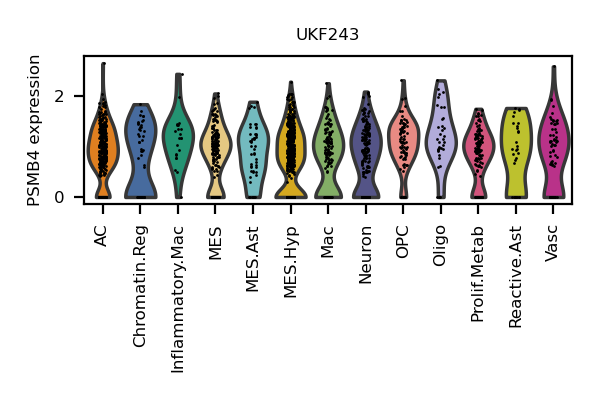 UKF243
PSMB4 expression
2
0
AC
Chromatin.Reg
Inflammatory.Mac
MES
MES.Ast
MES.Hyp
Mac
Neuron
OPC
Oligo
Prolif.Metab
Reactive.Ast
Vasc